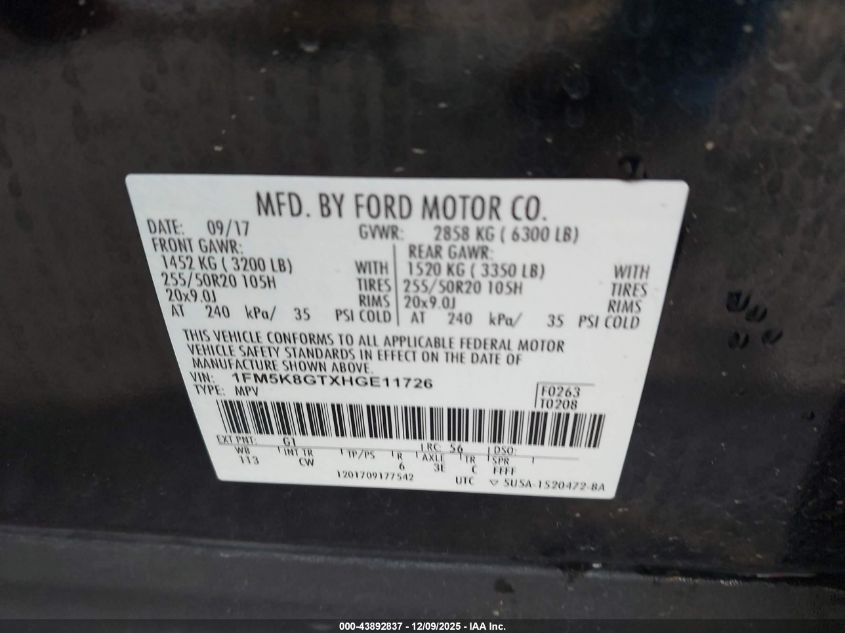 MFD. BY FORD MOTOR CO.
DATE: 09/17 GVWR: 2858 KG ( 6300 LB)
FRONT GAWR: REAR GAWR:
1452 KG ( 3200 LB) WITH 1520 KG ( 3350 LB) WITH
255/50R20 105H TIRES 255/50R20 105H TIRES
20x9.0J RIMS 20x9.0J RIMS
AT 240 kPa/ 35 PSI COLD AT 240 kPa/ 35 PSI COLD
THIS VEHICLE CONFORMS TO ALL APPLICABLE FEDERAL MOTOR
VEHICLE SAFETY STANDARDS IN EFFECT ON THE DATE OF
MANUFACTURE SHOWN ABOVE.
VIN: 1FM5K8GTXHGE11726 F0263
TYPE: MPV T0208
EXT PNT: G1 RC: 56 DSO:
WB INT TR TP/PS R AXLE TR SPR
113 CW 6 3E C FFFF
1201709177542 UTC ▽ 5U5A-1520472-BA
000-43892837 - 12/09/2025 - IAA Inc.